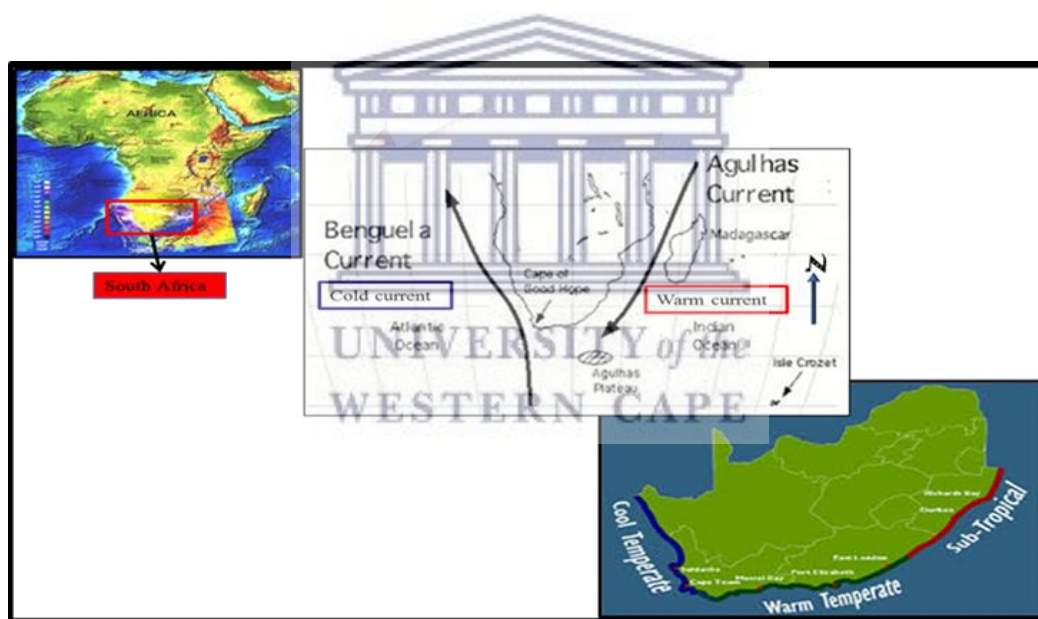 AFRICA
South Africa
Agulhas
Current
Madagascar
Benguela
Current
Cold current
Cape of
Good Hope
Warm current
Atlantic
Ocean
Indian
Ocean
Agulhas
Plateau
Isle Crozet
N
UNIVERSITY of the
WESTERN CAPE
Cool Temperate
Saldanha
Cape Town
Mossel Bay
Port Elizabeth
East London
Durban
Richards Bay
Sub-Tropical
Warm Temperate